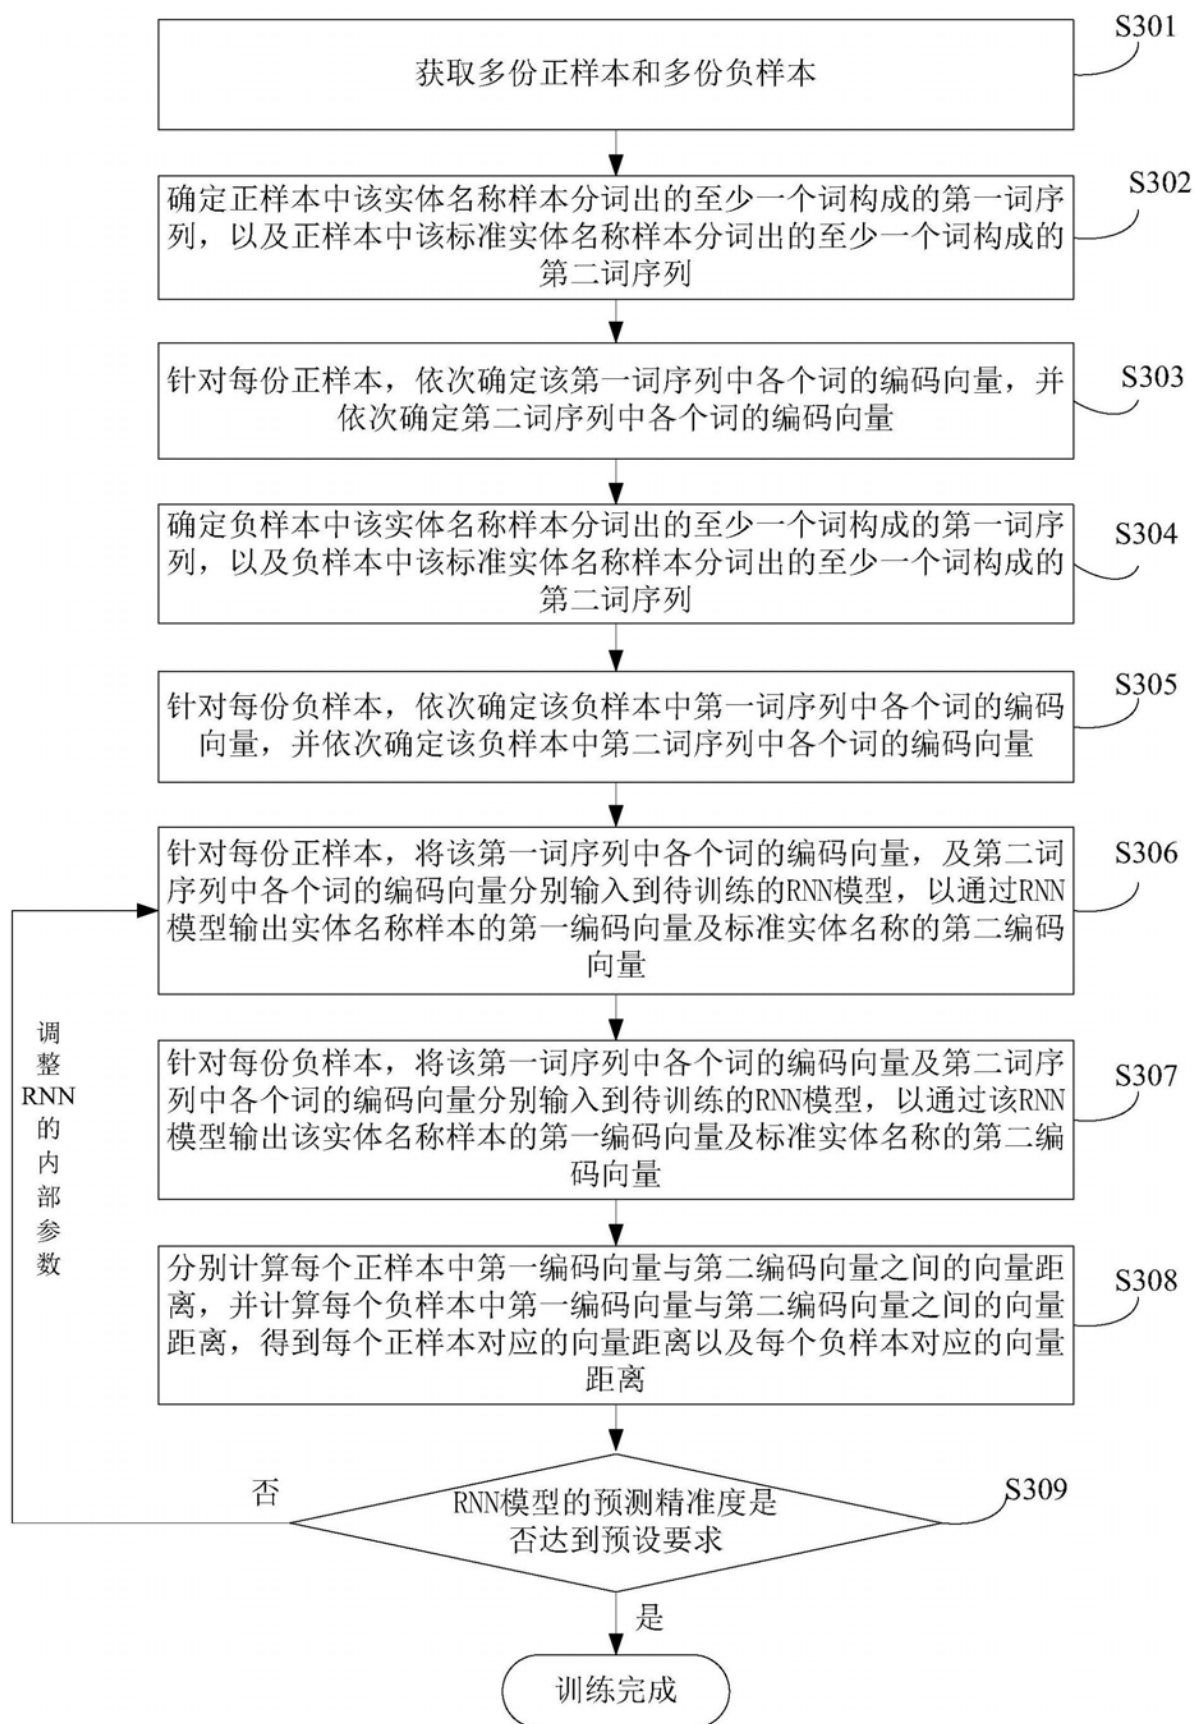 S301
获取多份正样本和多份负样本
S302
确定正样本中该实体名称样本分词出的至少一个词构成的第一词序
列，以及正样本中该标准实体名称样本分词出的至少一个词构成的
第二词序列
S303
针对每份正样本，依次确定该第一词序列中各个词的编码向量，并
依次确定第二词序列中各个词的编码向量
S304
确定负样本中该实体名称样本分词出的至少一个词构成的第一词序
列，以及负样本中该标准实体名称样本分词出的至少一个词构成的
第二词序列
S305
针对每份负样本，依次确定该负样本中第一词序列中各个词的编码
向量，并依次确定该负样本中第二词序列中各个词的编码向量
S306
针对每份正样本，将该第一词序列中各个词的编码向量，及第二词
序列中各个词的编码向量分别输入到待训练的RNN模型，以通过RNN
模型输出实体名称样本的第一编码向量及标准实体名称的第二编码
向量
调
整
RNN
的
内
部
参
数
S307
针对每份负样本，将该第一词序列中各个词的编码向量及第二词序
列中各个词的编码向量分别输入到待训练的RNN模型，以通过该RNN
模型输出该实体名称样本的第一编码向量及标准实体名称的第二编
码向量
S308
分别计算每个正样本中第一编码向量与第二编码向量之间的向量距
离，并计算每个负样本中第一编码向量与第二编码向量之间的向量
距离，得到每个正样本对应的向量距离以及每个负样本对应的向量
距离
否
S309
RNN模型的预测精准度是
否达到预设要求
是
训练完成